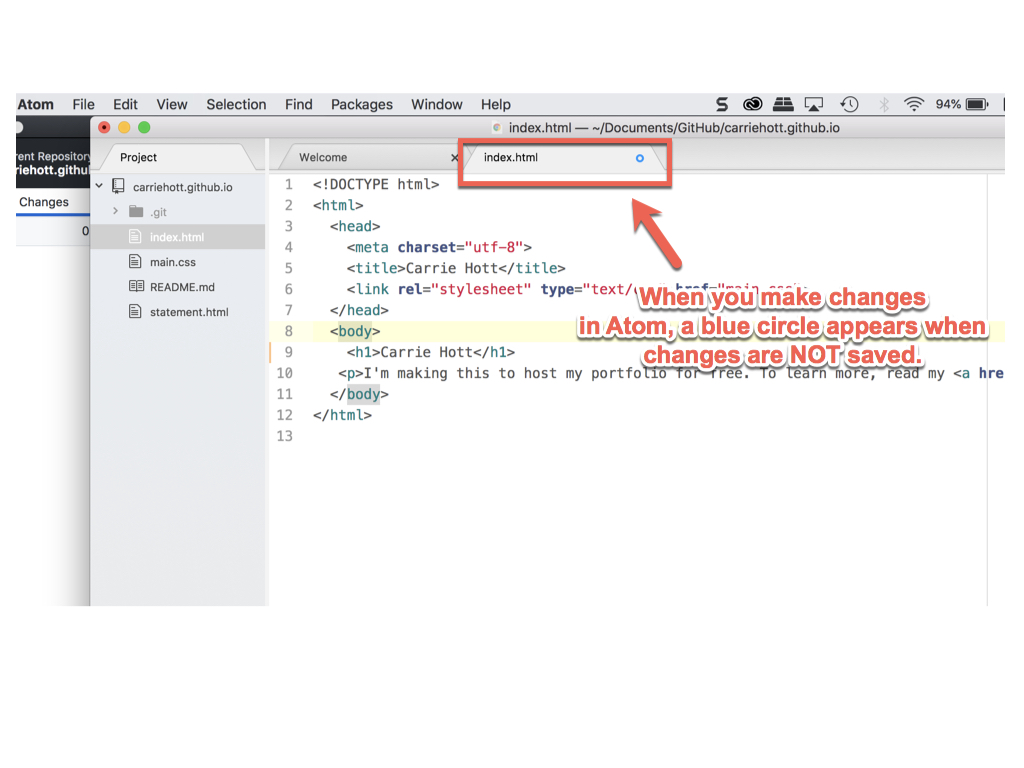 Atom File Edit View Selection Find Packages Window Help 94%
index.html — ~/Documents/GitHub/carriehott.github.io
Project
Welcome
index.html
rent Repository
riehott.githu
Changes
0
carriehott.github.io
.git
index.html
main.css
README.md
statement.html
1 <!DOCTYPE html>
2 <html>
3 <head>
4 <meta charset="utf-8">
5 <title>Carrie Hott</title>
6 <link rel="stylesheet" type="text/ href="main.css">
7 </head>
8 <body>
9 <h1>Carrie Hott</h1>
10 <p>I'm making this to host my portfolio for free. To learn more, read my <a hre
11 </body>
12 </html>
13
When you make changes
in Atom, a blue circle appears when
changes are NOT saved.